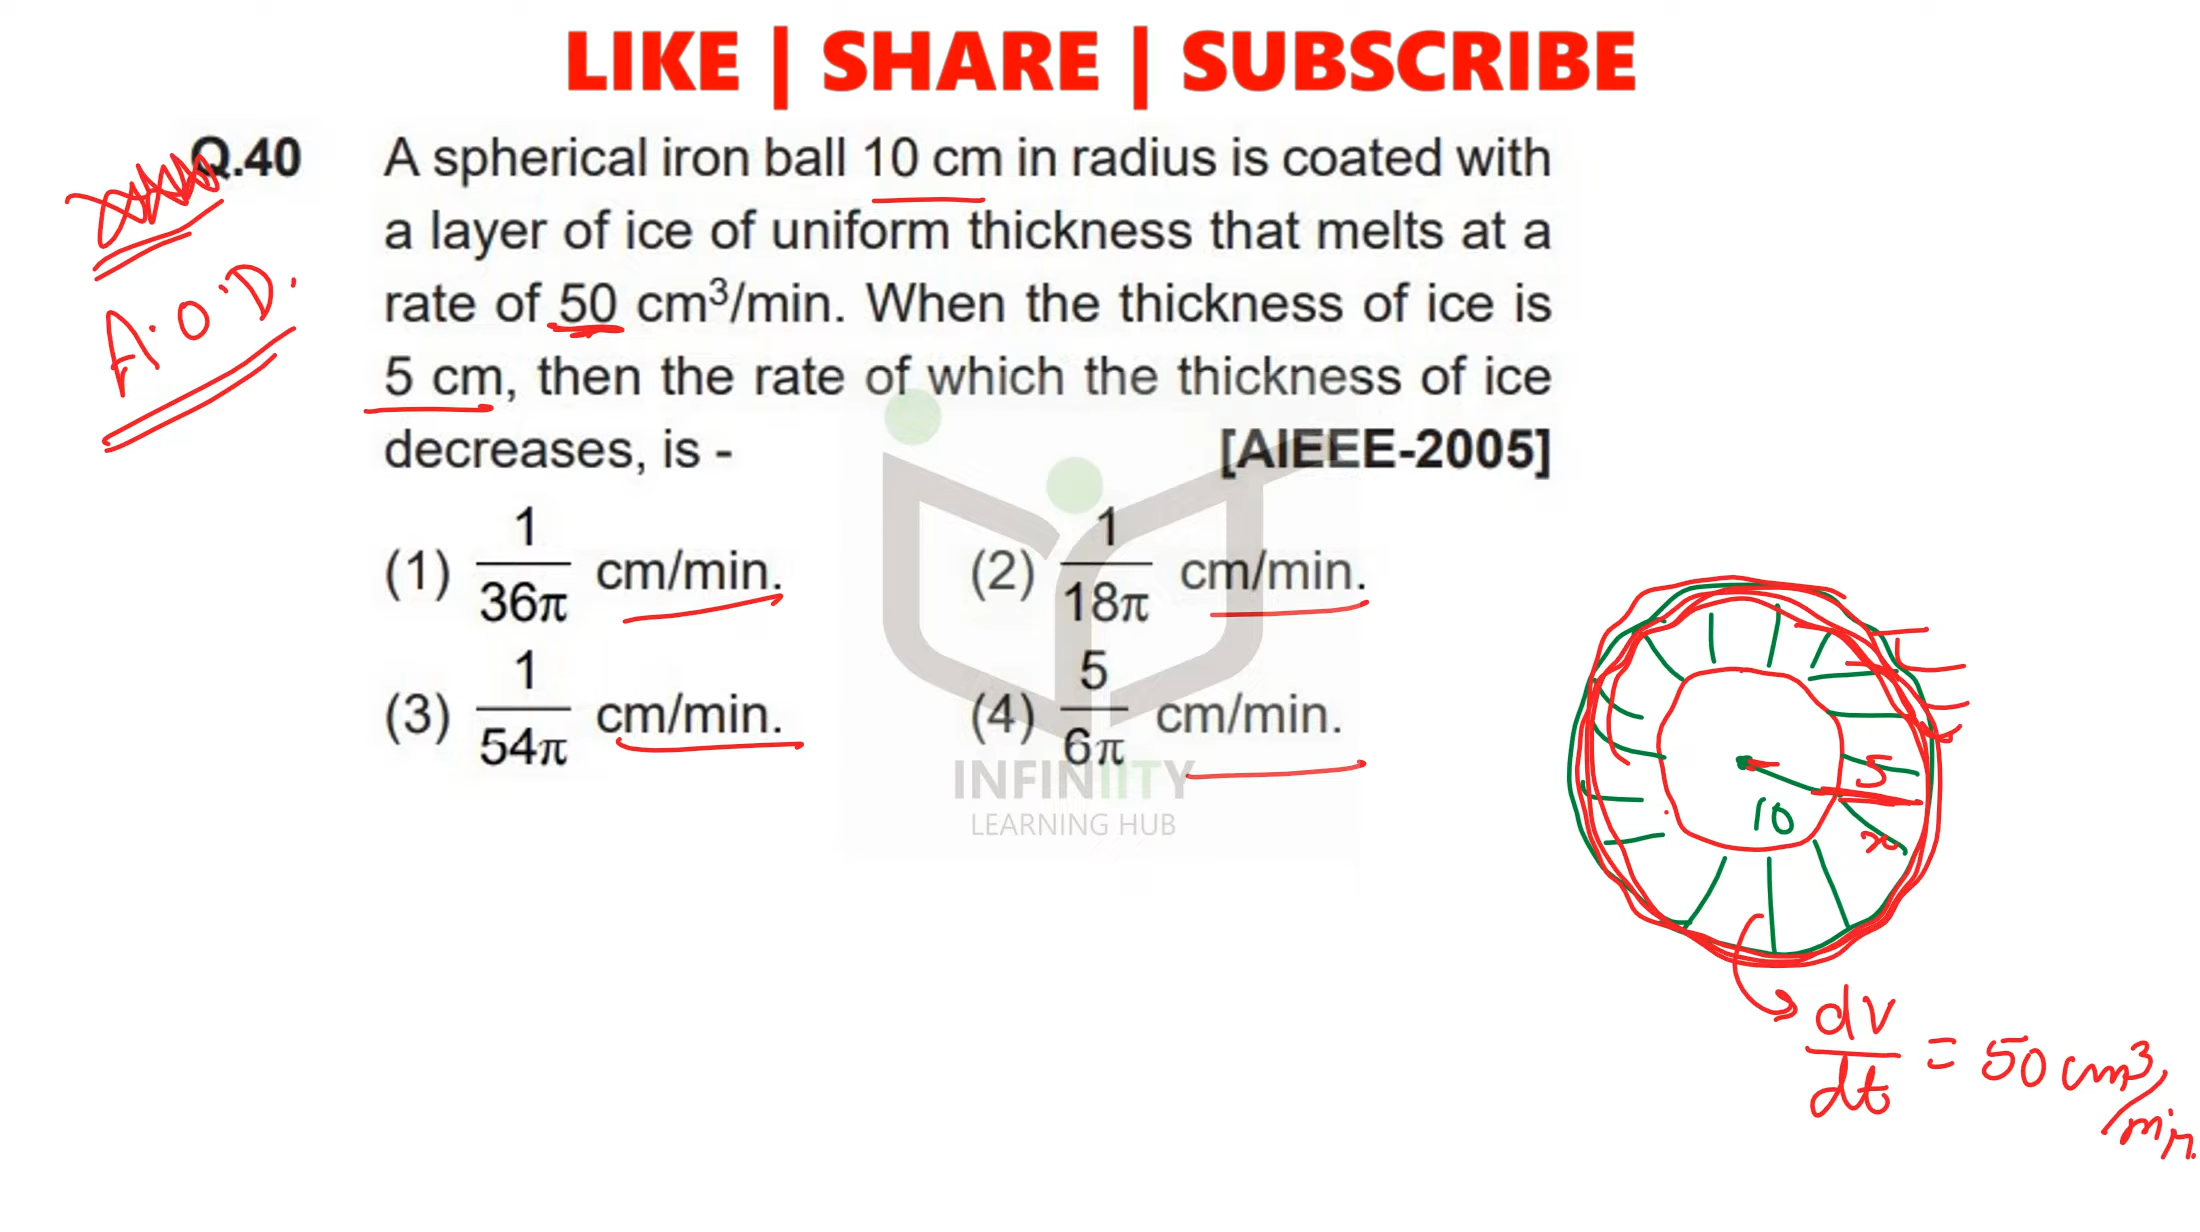 LIKE | SHARE | SUBSCRIBE
Q.40 A spherical iron ball 10 cm in radius is coated with
a layer of ice of uniform thickness that melts at a
rate of 50 cm³/min. When the thickness of ice is
5 cm, then the rate of which the thickness of ice
decreases, is - [AIEEE-2005]
(1) 1/36π cm/min. (2) 1/18π cm/min.
(3) 1/54π cm/min. (4) 5/6π cm/min.
A.O.D.
INFINIITY
LEARNING HUB
5
10
x
dv/dt = 50 cm³/min.